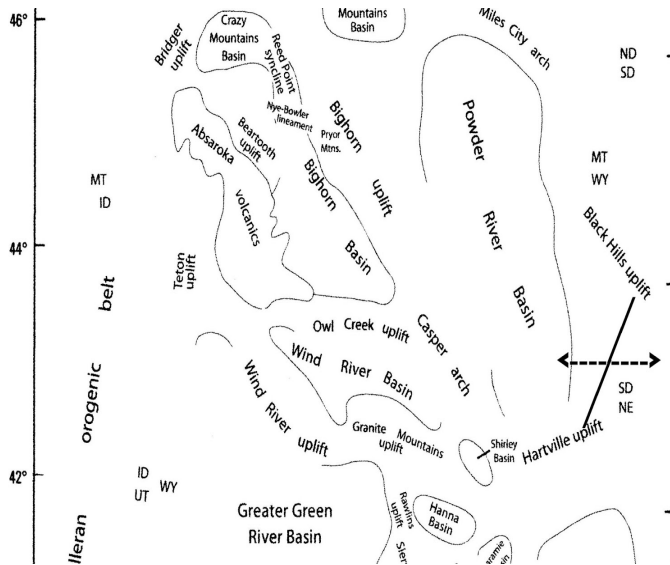 46°
Bridger
uplift
Crazy
Mountains
Basin
Reed Point
syncline
Mountains
Basin
Miles City arch
ND
SD
Nye-Bowler
lineament
Pryor
Mtns.
Bighorn
uplift
Powder
River
Basin
Absaroka
volcanics
Beartooth
uplift
Bighorn
Basin
MT
ID
MT
WY
44°
Teton
uplift
Black Hills uplift
belt
orogenic
lleran
Owl Creek uplift
Casper
arch
Wind River Basin
Wind
River
uplift
SD
NE
Granite Mountains
uplift
Shirley
Basin
Hartville uplift
42°
ID
UT
WY
Greater Green
River Basin
Rawlins
uplift
Hanna
Basin
Sier
aramie
sin